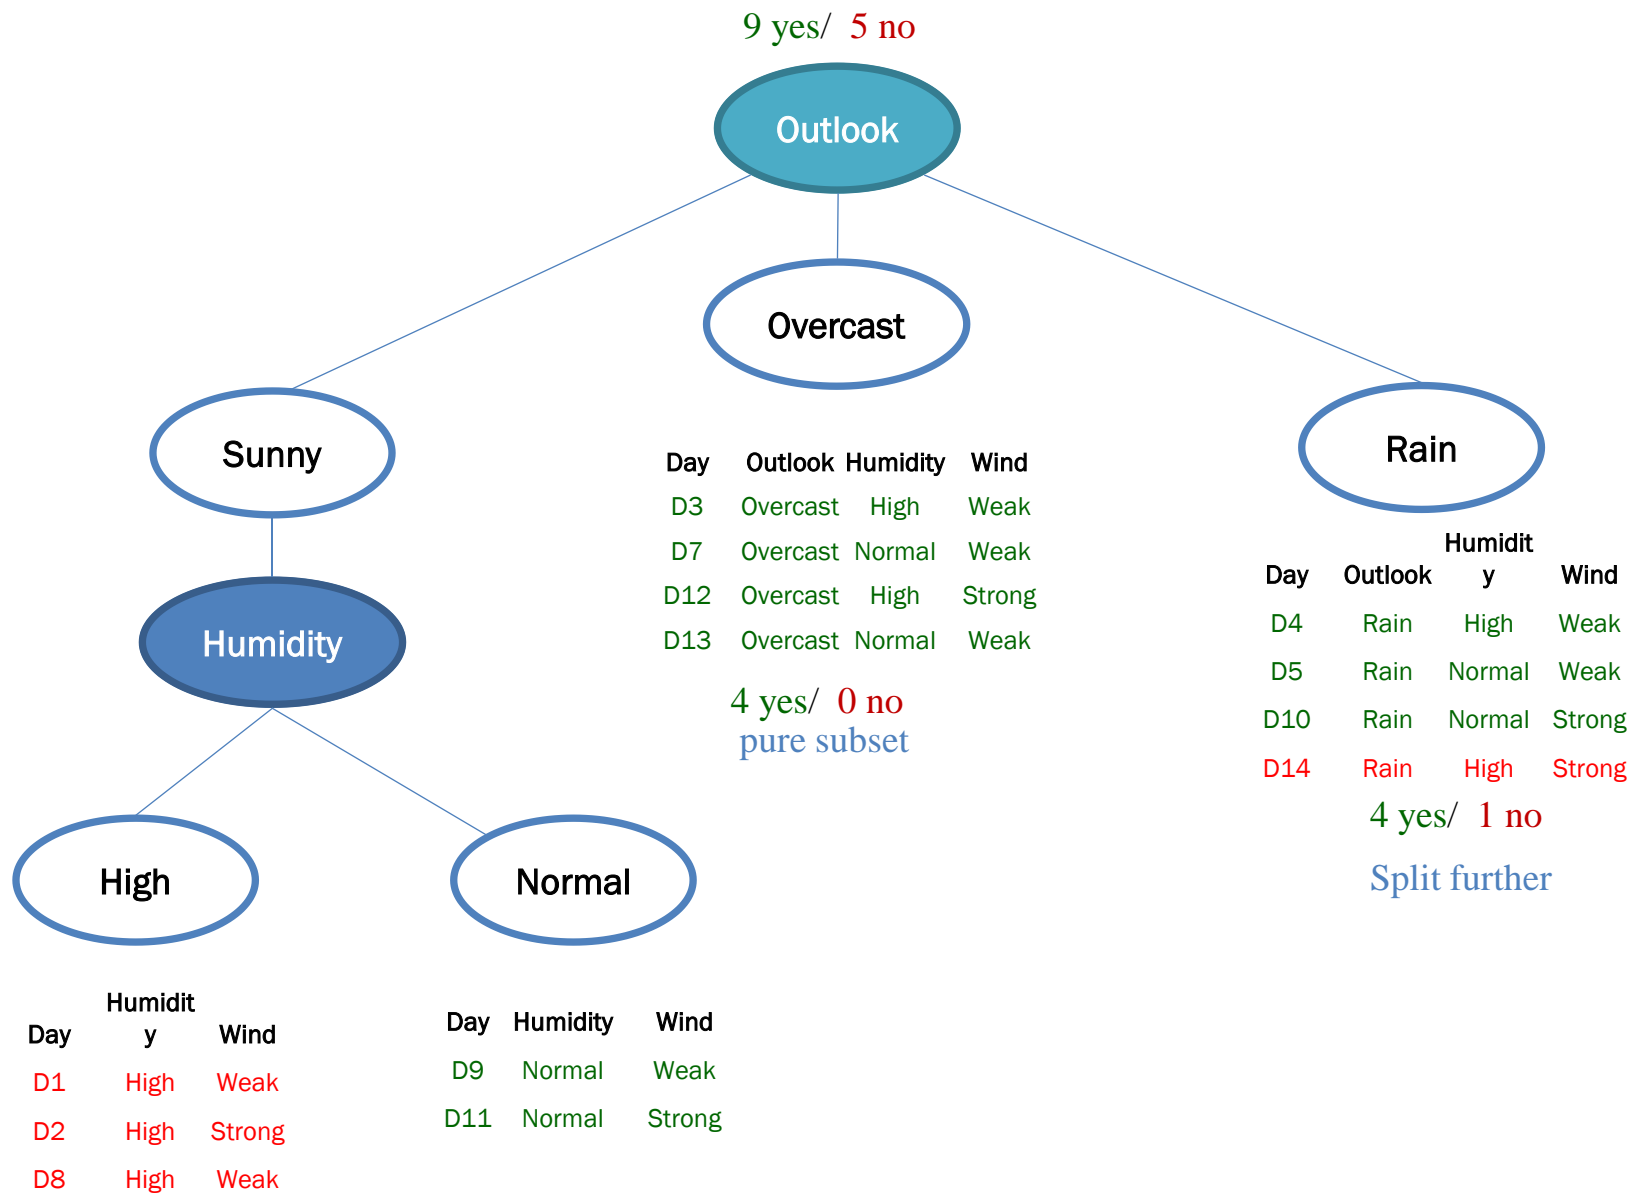 9 yes/ 5 no
Outlook
Overcast
Sunny
Rain
Day Outlook Humidity Wind
D3 Overcast High Weak
D7 Overcast Normal Weak
D12 Overcast High Strong
D13 Overcast Normal Weak
4 yes/ 0 no
pure subset
Humidit
Day Outlook y Wind
D4 Rain High Weak
D5 Rain Normal Weak
D10 Rain Normal Strong
D14 Rain High Strong
4 yes/ 1 no
Split further
Humidity
High
Normal
Humidit
Day y Wind
D1 High Weak
D2 High Strong
D8 High Weak
Day Humidity Wind
D9 Normal Weak
D11 Normal Strong